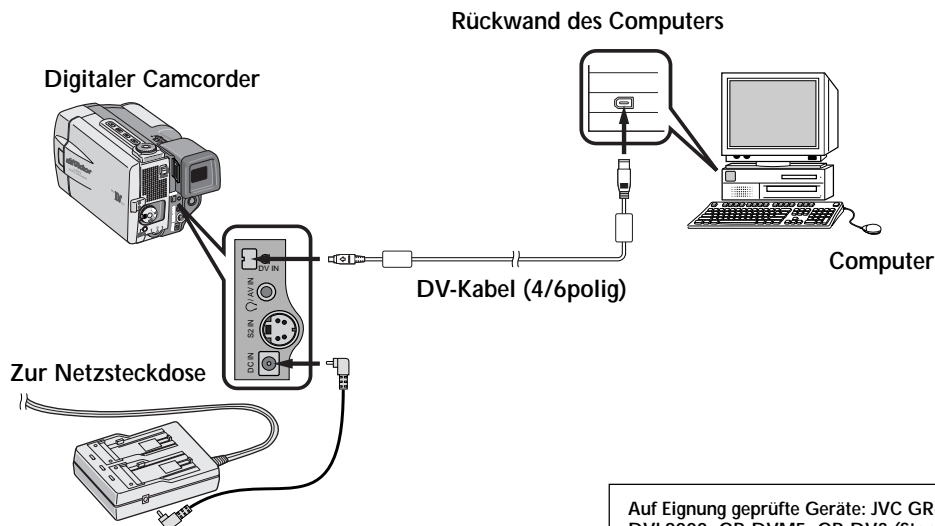 Rückwand des Computers
Digitaler Camcorder
DV IN
/AV IN
S2 IN
DC IN
DV-Kabel (4/6polig)
Computer
Zur Netzsteckdose
Auf Eignung geprüfte Geräte: JVC GR